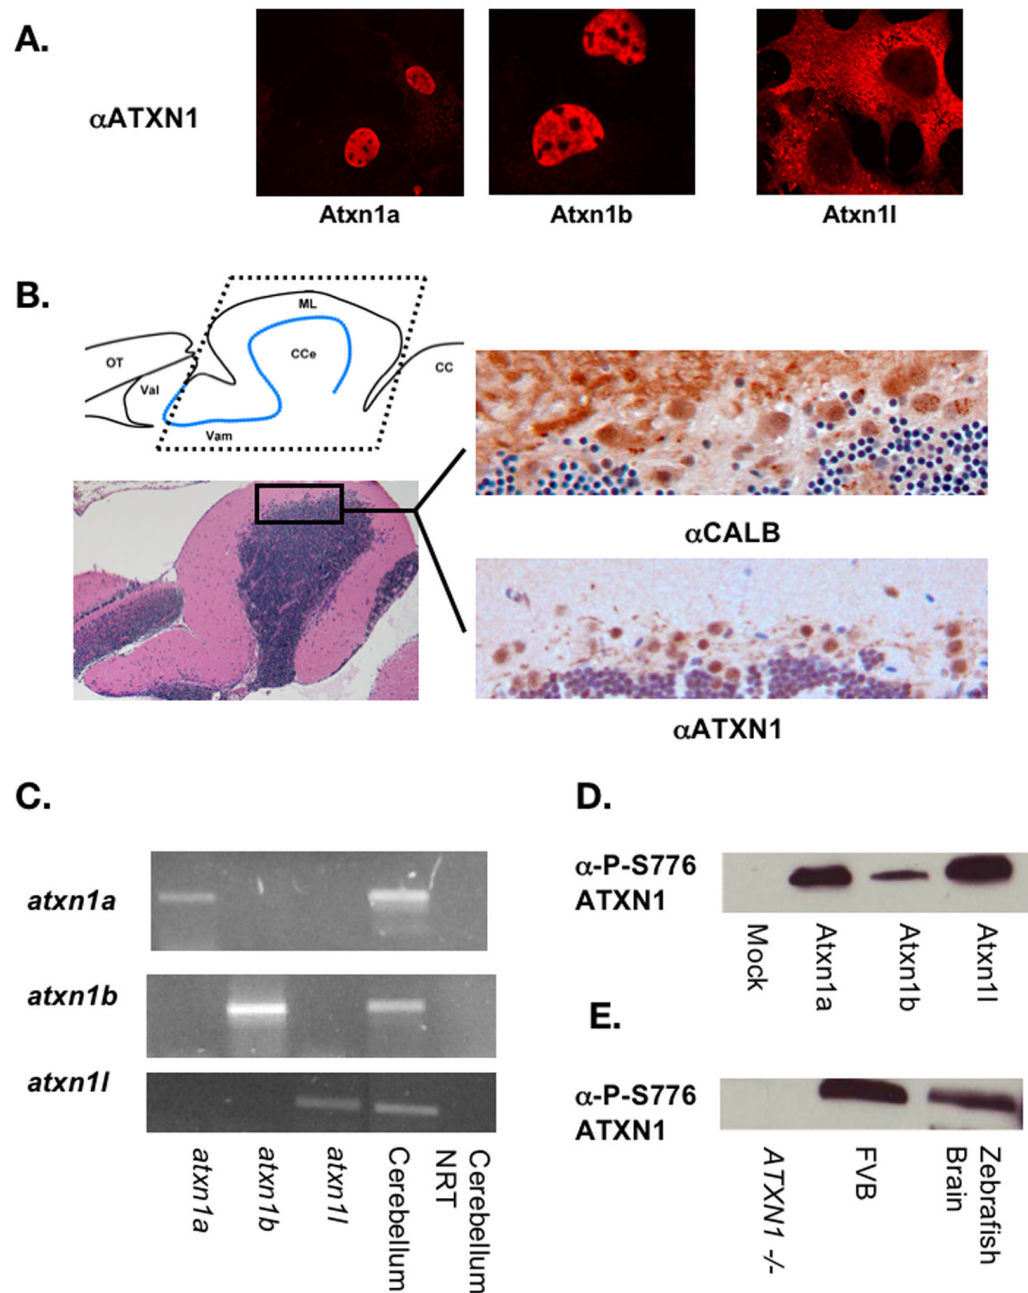 A.
αATXN1
Atxn1a
Atxn1b
Atxn1l
B.
ML
OT
CCe
CC
Val
Vam
αCALB
αATXN1
C.
atxn1a
atxn1b
atxn1l
atxn1a
atxn1b
atxn1l
Cerebellum
Cerebellum
NRT
D.
α-P-S776
ATXN1
Mock
Atxn1a
Atxn1b
Atxn1l
E.
α-P-S776
ATXN1
ATXN1 -/-
FVB
Zebrafish
Brain